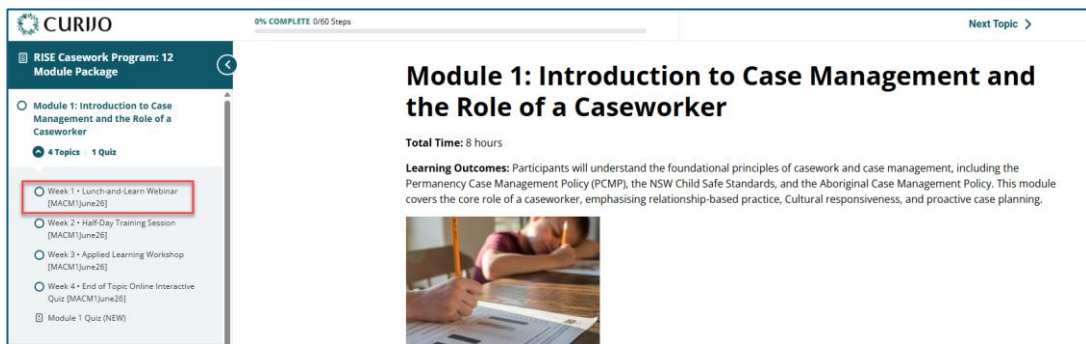 CURIJO
0% COMPLETE 0/60 Steps
Next Topic >
RISE Casework Program: 12
Module Package
Module 1: Introduction to Case
Management and the Role of a
Caseworker
4 Topics | 1 Quiz
Week 1 • Lunch-and-Learn Webinar
[MACM1June26]
Week 2 • Half-Day Training Session
[MACM1June26]
Week 3 • Applied Learning Workshop
[MACM1June26]
Week 4 • End of Topic Online Interactive
Quiz [MACM1June26]
Module 1 Quiz (NEW)
Module 1: Introduction to Case Management and
the Role of a Caseworker
Total Time: 8 hours
Learning Outcomes: Participants will understand the foundational principles of casework and case management, including the
Permanency Case Management Policy (PCMP), the NSW Child Safe Standards, and the Aboriginal Case Management Policy. This module
covers the core role of a caseworker, emphasising relationship-based practice, Cultural responsiveness, and proactive case planning.